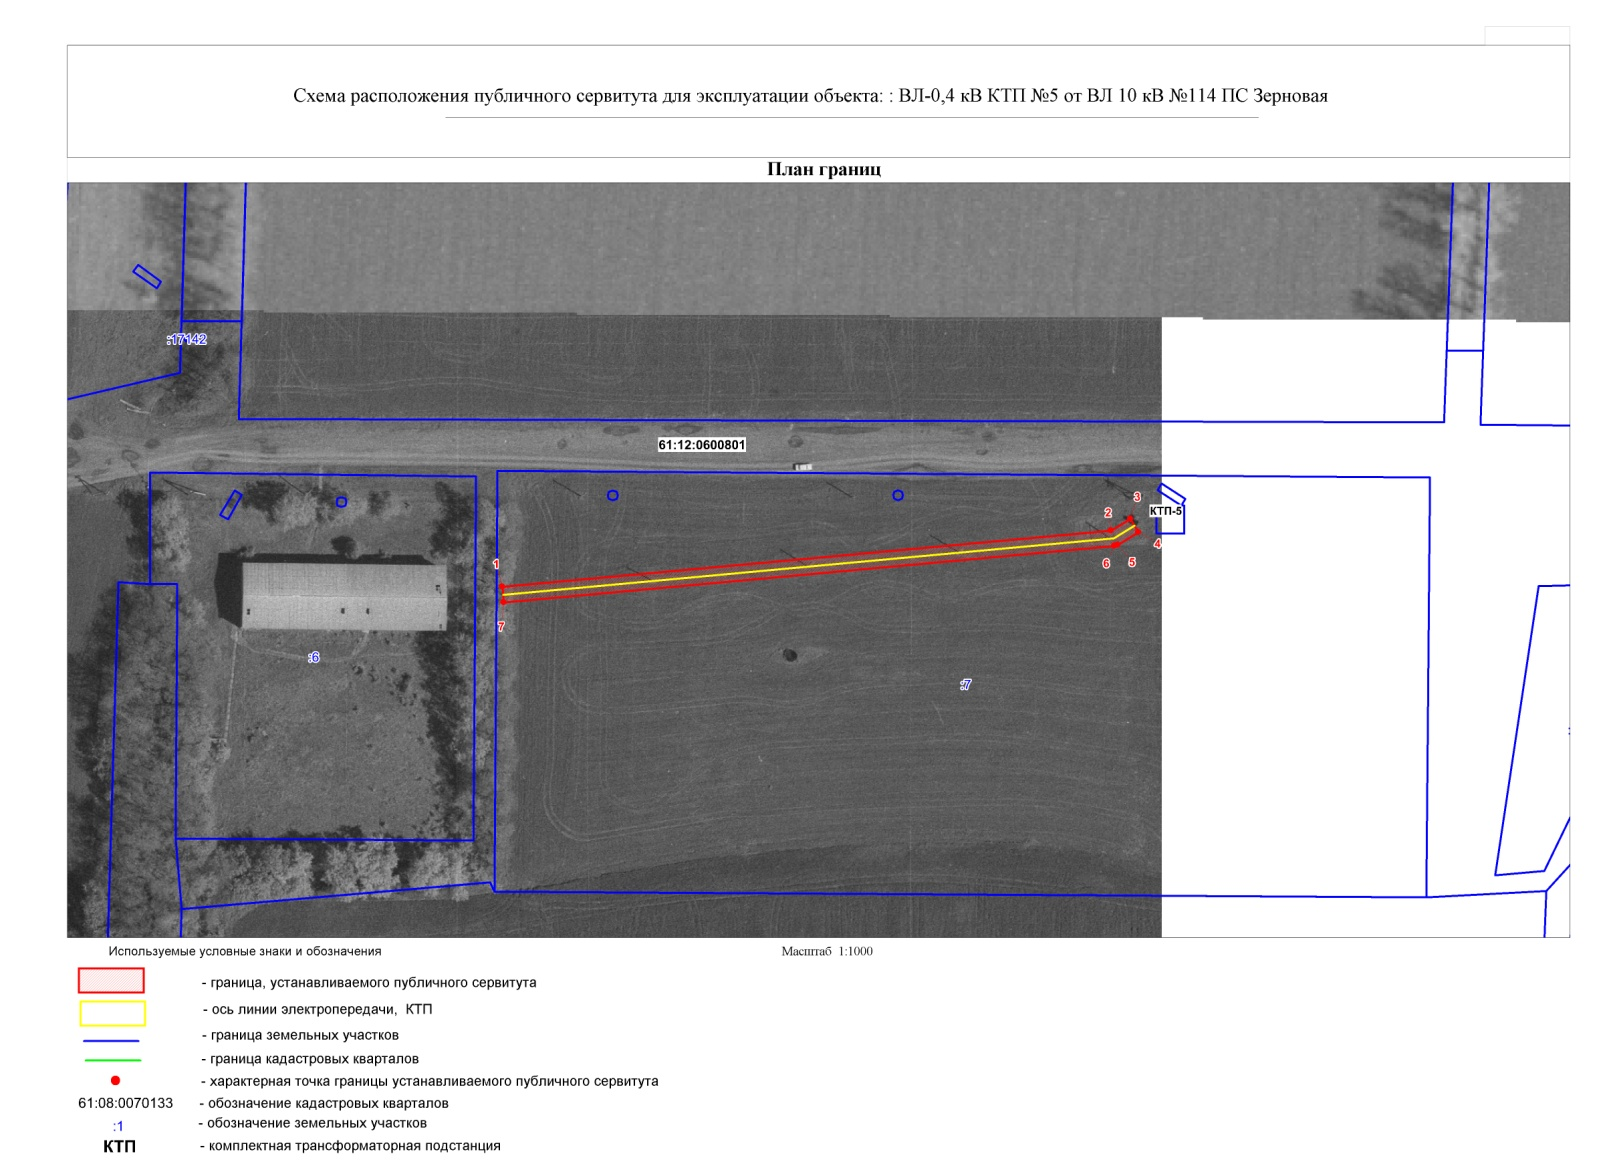 Схема расположения публичного сервитута для эксплуатации объекта: : ВЛ-0,4 кВ КТП №5 от ВЛ 10 кВ №114 ПС Зерновая
План границ
:17142
61:12:0600801
3
2
КТП-5
4
1
6
5
7
:6
:7
Используемые условные знаки и обозначения
Масштаб 1:1000
- граница, устанавливаемого публичного сервитута
- ось линии электропередачи, КТП
- граница земельных участков
- граница кадастровых кварталов
- характерная точка границы устанавливаемого публичного сервитута
61:08:0070133 - обозначение кадастровых кварталов
:1 - обозначение земельных участков
КТП - комплектная трансформаторная подстанция